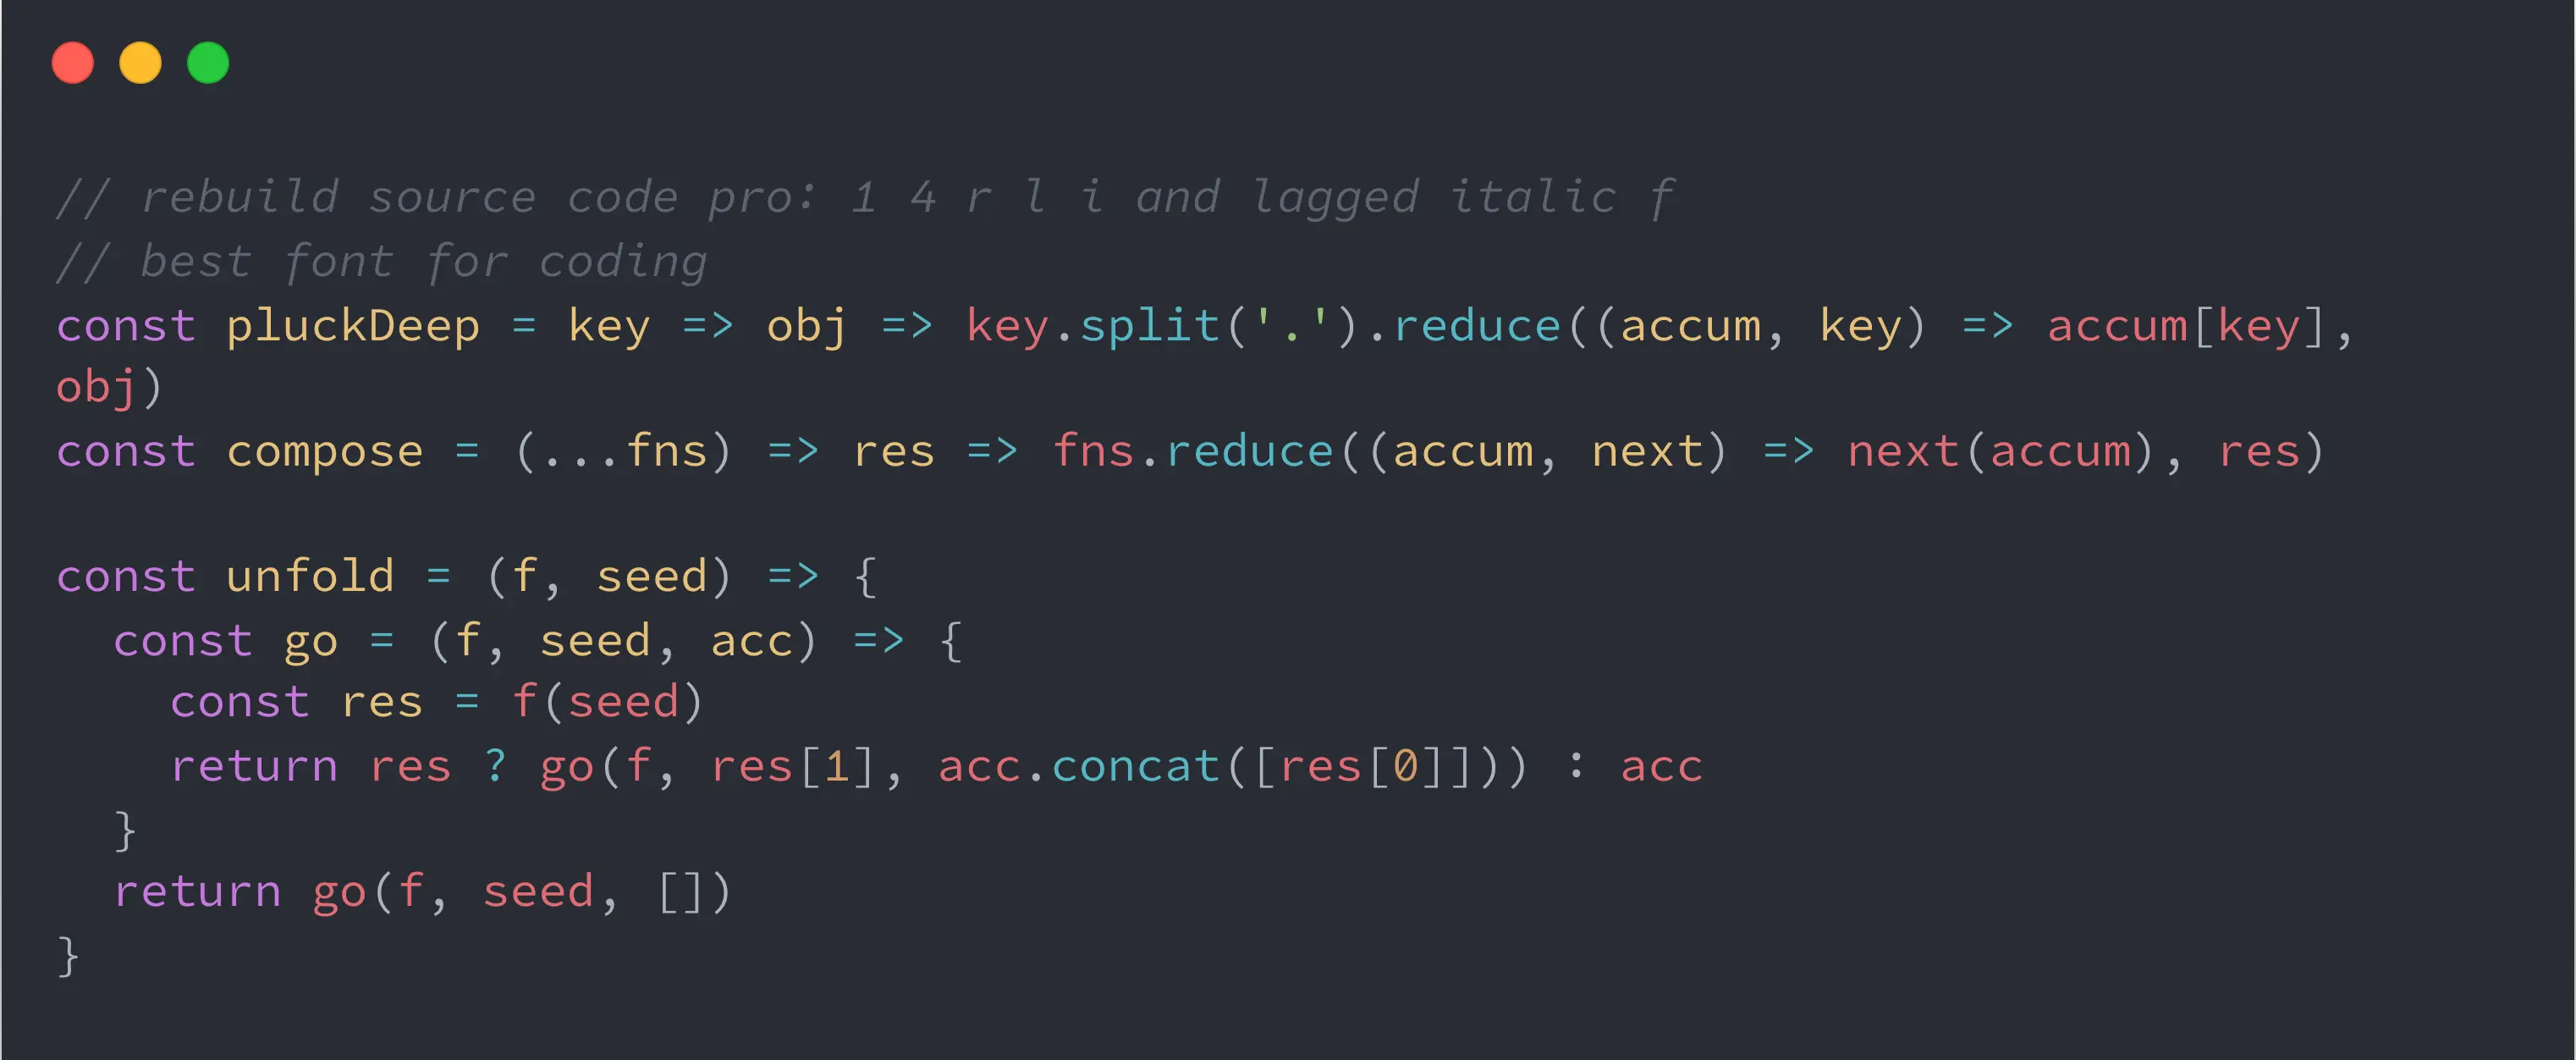 // rebuild source code pro: 1 4 r l i and lagged italic f
// best font for coding
const pluckDeep = key => obj => key.split('.').reduce((accum, key) => accum[key],
obj)
const compose = (...fns) => res => fns.reduce((accum, next) => next(accum), res)

const unfold = (f, seed) => {
  const go = (f, seed, acc) => {
    const res = f(seed)
    return res ? go(f, res[1], acc.concat([res[0]])) : acc
  }
  return go(f, seed, [])
}